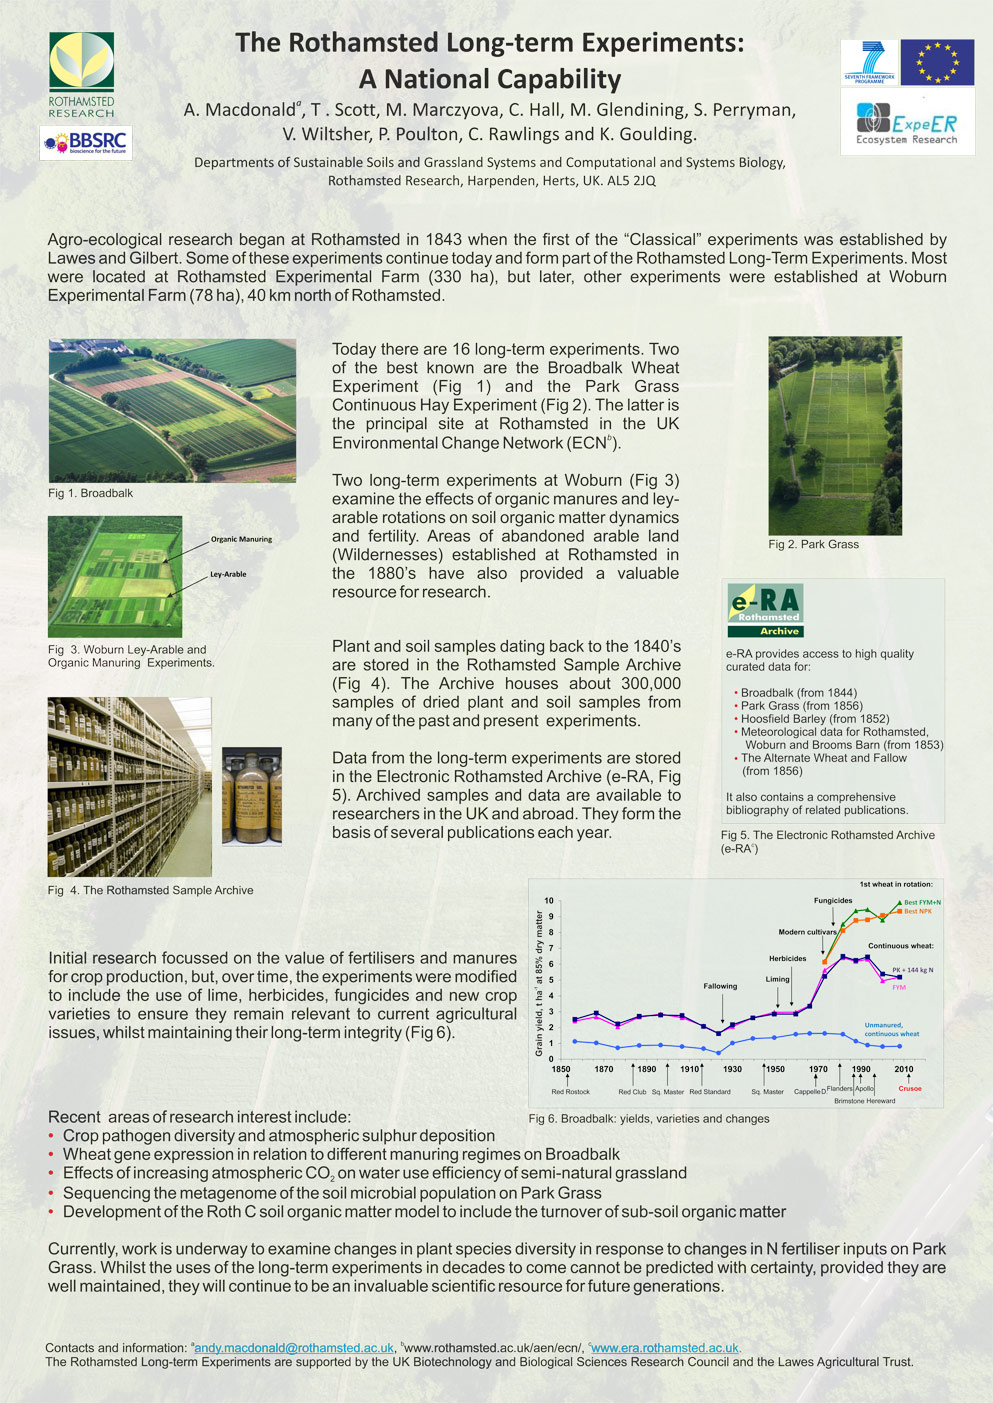 The Rothamsted Long-term Experiments:
A National Capability
A. Macdonaldᵃ, T . Scott, M. Marczyova, C. Hall, M. Glendining, S. Perryman,
V. Wiltsher, P. Poulton, C. Rawlings and K. Goulding.
Departments of Sustainable Soils and Grassland Systems and Computational and Systems Biology,
Rothamsted Research, Harpenden, Herts, UK. AL5 2JQ
ROTHAMSTED
RESEARCH
BBSRC
bioscience for the future
7
SEVENTH FRAMEWORK
PROGRAMME
ExpeER
Ecosystem Research
Agro-ecological research began at Rothamsted in 1843 when the first of the “Classical” experiments was established by
Lawes and Gilbert. Some of these experiments continue today and form part of the Rothamsted Long-Term Experiments. Most
were located at Rothamsted Experimental Farm (330 ha), but later, other experiments were established at Woburn
Experimental Farm (78 ha), 40 km north of Rothamsted.
Fig 1. Broadbalk
Organic Manuring
Ley-Arable
Fig 3. Woburn Ley-Arable and
Organic Manuring Experiments.
Fig 4. The Rothamsted Sample Archive
Today there are 16 long-term experiments. Two
of the best known are the Broadbalk Wheat
Experiment (Fig 1) and the Park Grass
Continuous Hay Experiment (Fig 2). The latter is
the principal site at Rothamsted in the UK
Environmental Change Network (ECNᵇ).
Two long-term experiments at Woburn (Fig 3)
examine the effects of organic manures and ley-
arable rotations on soil organic matter dynamics
and fertility. Areas of abandoned arable land
(Wildernesses) established at Rothamsted in
the 1880’s have also provided a valuable
resource for research.
Plant and soil samples dating back to the 1840’s
are stored in the Rothamsted Sample Archive
(Fig 4). The Archive houses about 300,000
samples of dried plant and soil samples from
many of the past and present experiments.
Data from the long-term experiments are stored
in the Electronic Rothamsted Archive (e-RA, Fig
5). Archived samples and data are available to
researchers in the UK and abroad. They form the
basis of several publications each year.
Fig 2. Park Grass
e-RA
Rothamsted
Archive
e-RA provides access to high quality
curated data for:
• Broadbalk (from 1844)
• Park Grass (from 1856)
• Hoosfield Barley (from 1852)
• Meteorological data for Rothamsted,
Woburn and Brooms Barn (from 1853)
• The Alternate Wheat and Fallow
(from 1856)
It also contains a comprehensive
bibliography of related publications.
Fig 5. The Electronic Rothamsted Archive
(e-RAᶜ)
Initial research focussed on the value of fertilisers and manures
for crop production, but, over time, the experiments were modified
to include the use of lime, herbicides, fungicides and new crop
varieties to ensure they remain relevant to current agricultural
issues, whilst maintaining their long-term integrity (Fig 6).
1st wheat in rotation:
Fungicides
Best FYM+N
Best NPK
Modern cultivars
Continuous wheat:
Herbicides
PK + 144 kg N
Liming
FYM
Fallowing
Unmanured,
continuous wheat
Grain yield, t ha⁻¹ at 85% dry matter
10
9
8
7
6
5
4
3
2
1
0
1850 1870 1890 1910 1930 1950 1970 1990 2010
Red Rostock Red Club Sq. Master Red Standard Sq. Master Cappelle D. Flanders Apollo Crusoe
Brimstone Hereward
Fig 6. Broadbalk: yields, varieties and changes
Recent areas of research interest include:
• Crop pathogen diversity and atmospheric sulphur deposition
• Wheat gene expression in relation to different manuring regimes on Broadbalk
• Effects of increasing atmospheric CO₂ on water use efficiency of semi-natural grassland
• Sequencing the metagenome of the soil microbial population on Park Grass
• Development of the Roth C soil organic matter model to include the turnover of sub-soil organic matter
Currently, work is underway to examine changes in plant species diversity in response to changes in N fertiliser inputs on Park
Grass. Whilst the uses of the long-term experiments in decades to come cannot be predicted with certainty, provided they are
well maintained, they will continue to be an invaluable scientific resource for future generations.
Contacts and information: ᵃandy.macdonald@rothamsted.ac.uk, ᵇwww.rothamsted.ac.uk/aen/ecn/, ᶜwww.era.rothamsted.ac.uk.
The Rothamsted Long-term Experiments are supported by the UK Biotechnology and Biological Sciences Research Council and the Lawes Agricultural Trust.